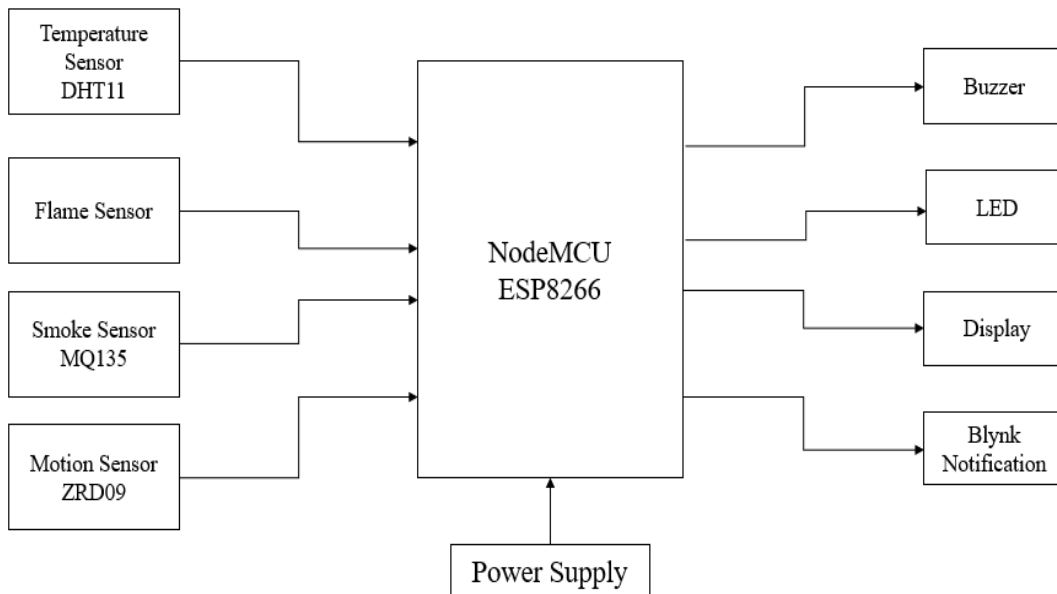 Temperature
Sensor
DHT11
Flame Sensor
Smoke Sensor
MQ135
Motion Sensor
ZRD09
NodeMCU
ESP8266
Power Supply
Buzzer
LED
Display
Blynk
Notification